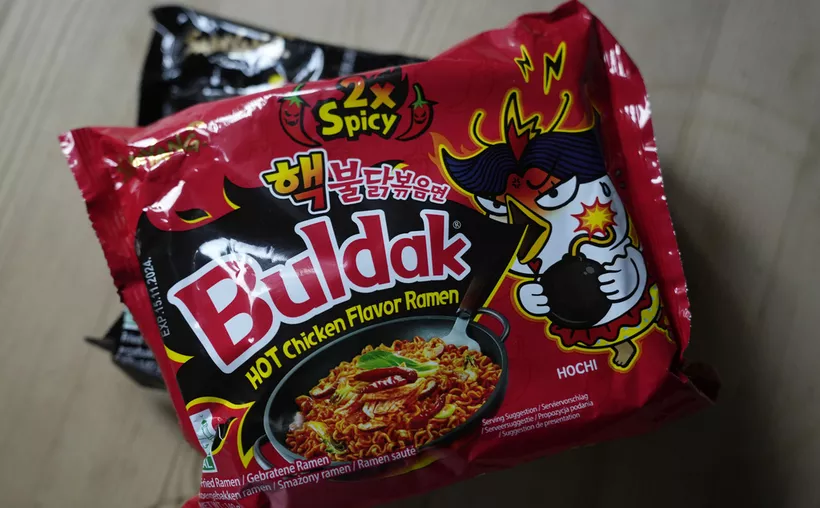 2x
Spicy
핵불닭볶음면
Buldak®
HOT Chicken Flavor Ramen
EXP.15.11.2024.
HOCHI
Serving Suggestion / Serviervorschlag
/ Serveersuggestie / Propozycja podania
/ Suggestion de présentation
Ramen / Gebratene Ramen
ramen / Smażony ramen / Ramen sauté